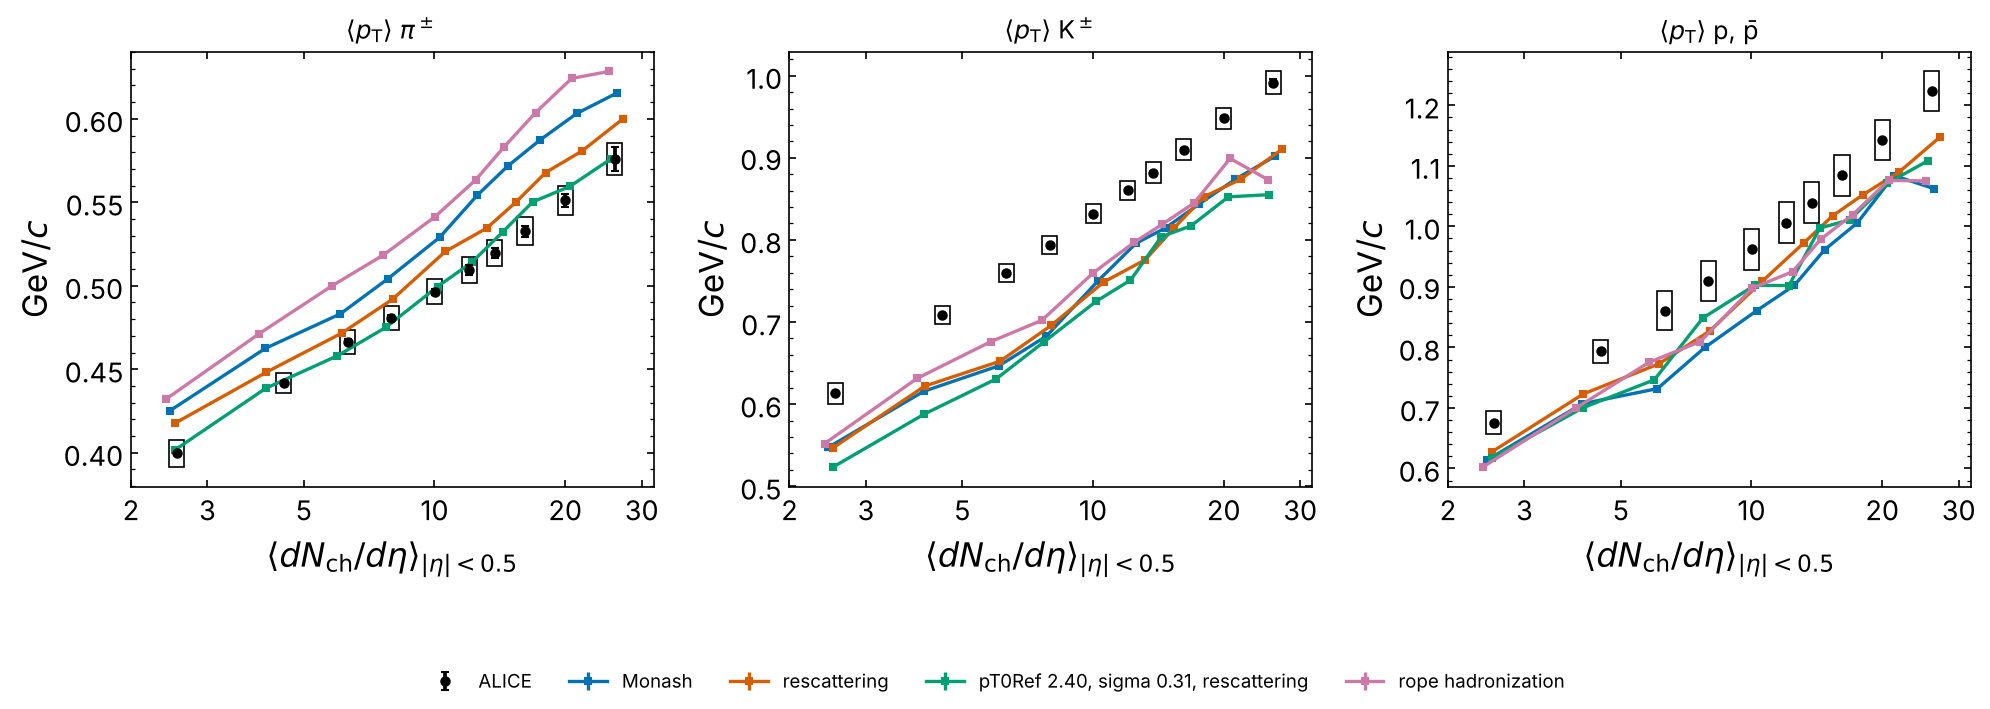 ⟨pT⟩ π±
GeV/c
0.60
0.55
0.50
0.45
0.40
2 3 5 10 20 30
⟨dNch/dη⟩|η| < 0.5
⟨pT⟩ K±
GeV/c
1.0
0.9
0.8
0.7
0.6
0.5
2 3 5 10 20 30
⟨dNch/dη⟩|η| < 0.5
⟨pT⟩ p, p̄
GeV/c
1.2
1.1
1.0
0.9
0.8
0.7
0.6
2 3 5 10 20 30
⟨dNch/dη⟩|η| < 0.5
ALICE Monash rescattering pT0Ref 2.40, sigma 0.31, rescattering rope hadronization